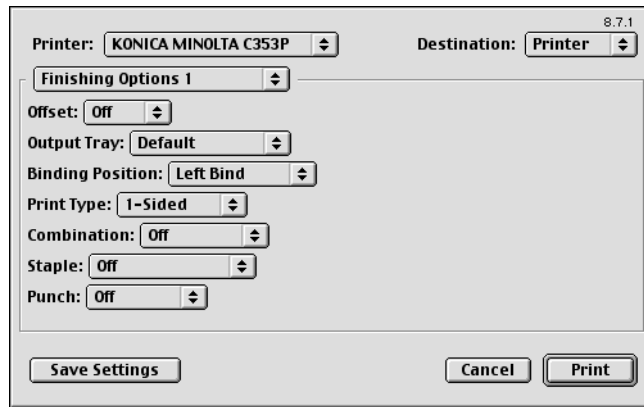 8.7.1
Printer: KONICA MINOLTA C353P Destination: Printer
Finishing Options 1
Offset: Off
Output Tray: Default
Binding Position: Left Bind
Print Type: 1-Sided
Combination: Off
Staple: Off
Punch: Off
Save Settings Cancel Print